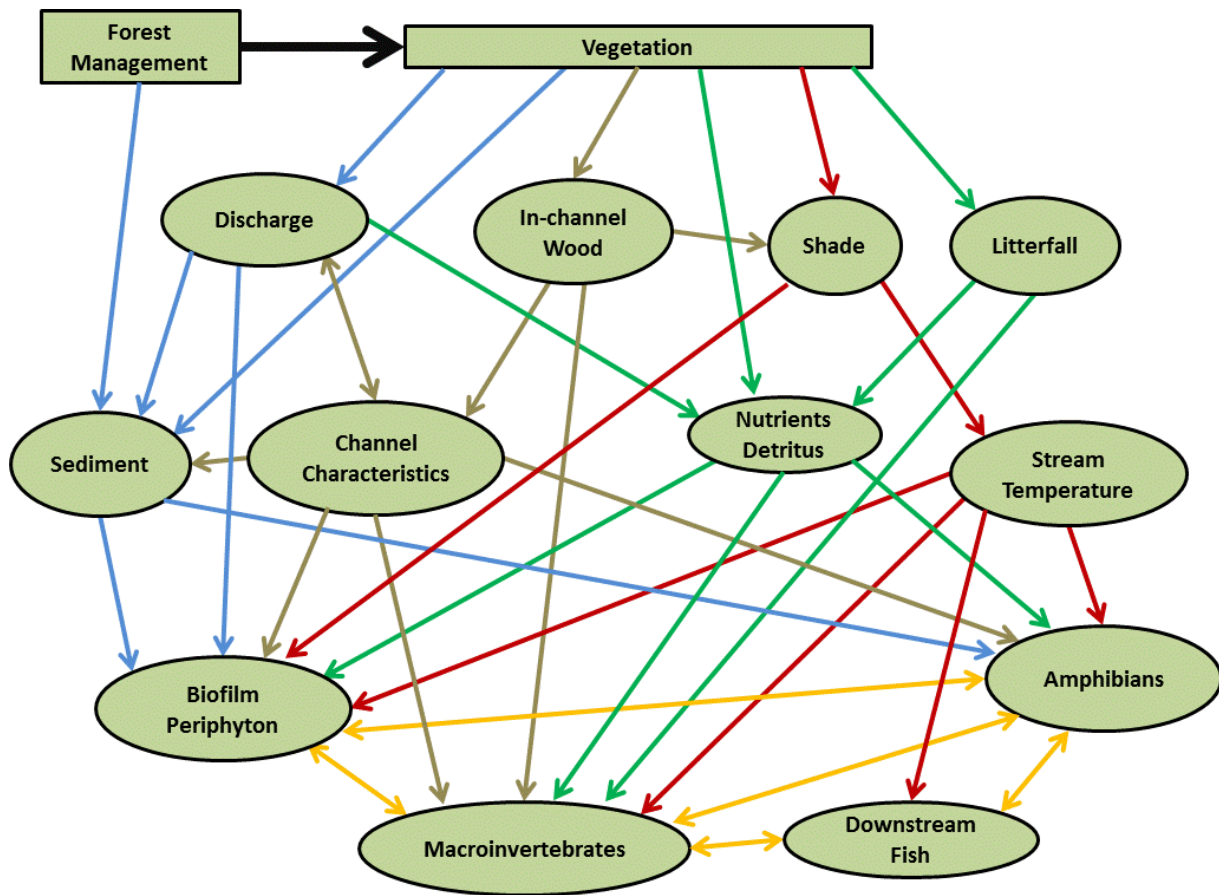 Forest
Management
Vegetation
Discharge
In-channel
Wood
Shade
Litterfall
Sediment
Channel
Characteristics
Nutrients
Detritus
Stream
Temperature
Biofilm
Periphyton
Amphibians
Macroinvertebrates
Downstream
Fish